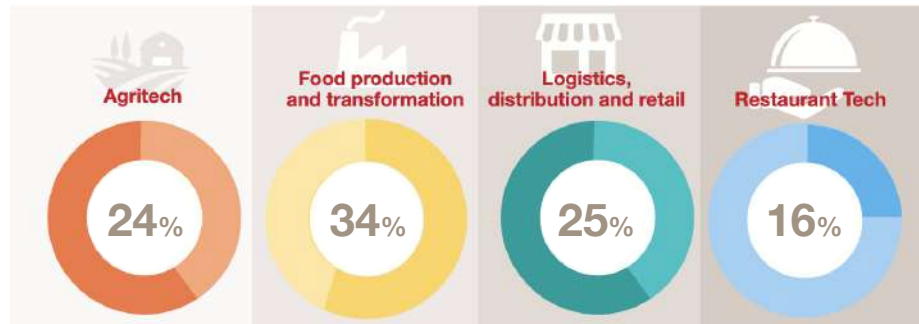 Agritech
24%
Food production
and transformation
34%
Logistics,
distribution and retail
25%
Restaurant Tech
16%